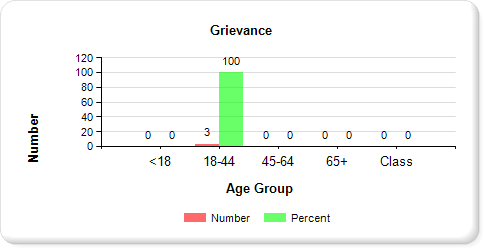 Grievance
Number
120
100
80
60
40
20
0
0 0 3 100 0 0 0 0 0 0
<18 18-44 45-64 65+ Class
Age Group
Number Percent